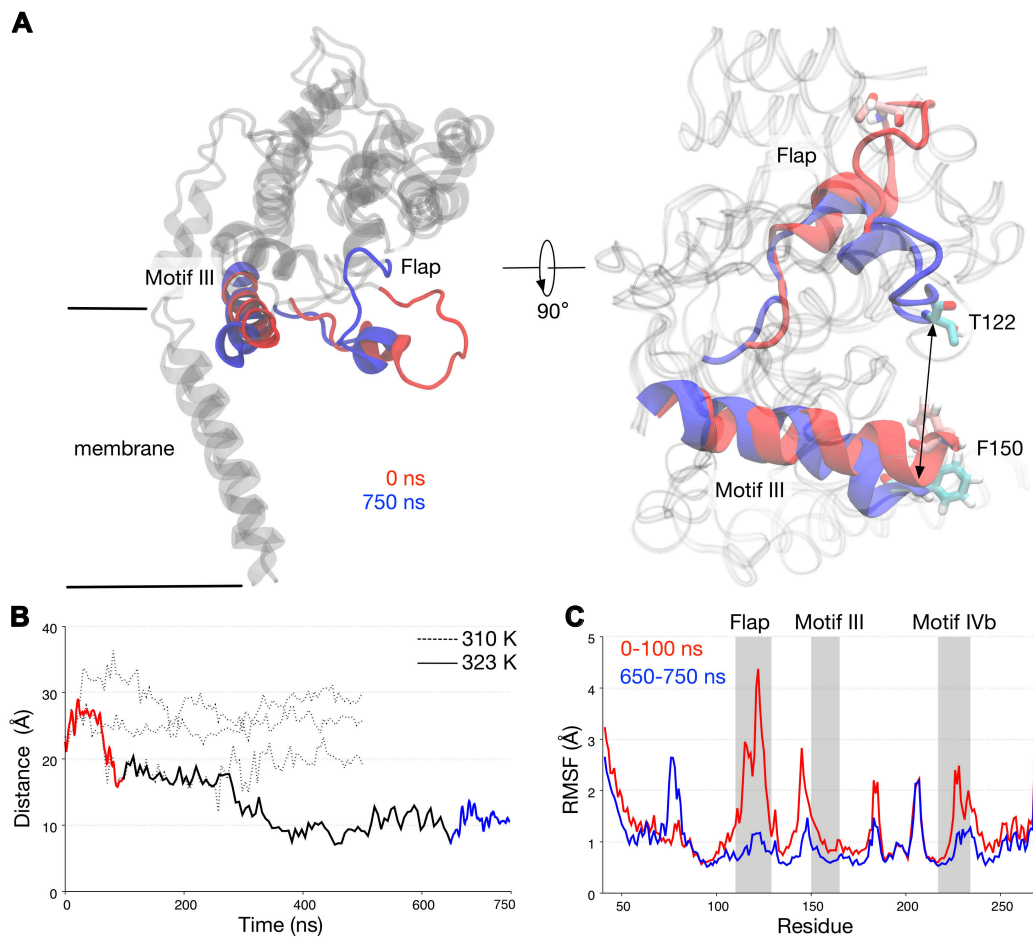 A
Motif III
Flap
membrane
0 ns
750 ns
90°
Flap
T122
F150
Motif III
B
40
30
20
10
0
Distance (Å)
0
200
400
600
750
Time (ns)
310 K
323 K
C
Flap
Motif III
Motif IVb
0-100 ns
650-750 ns
5
4
3
2
1
0
RMSF (Å)
50
100
150
200
250
Residue